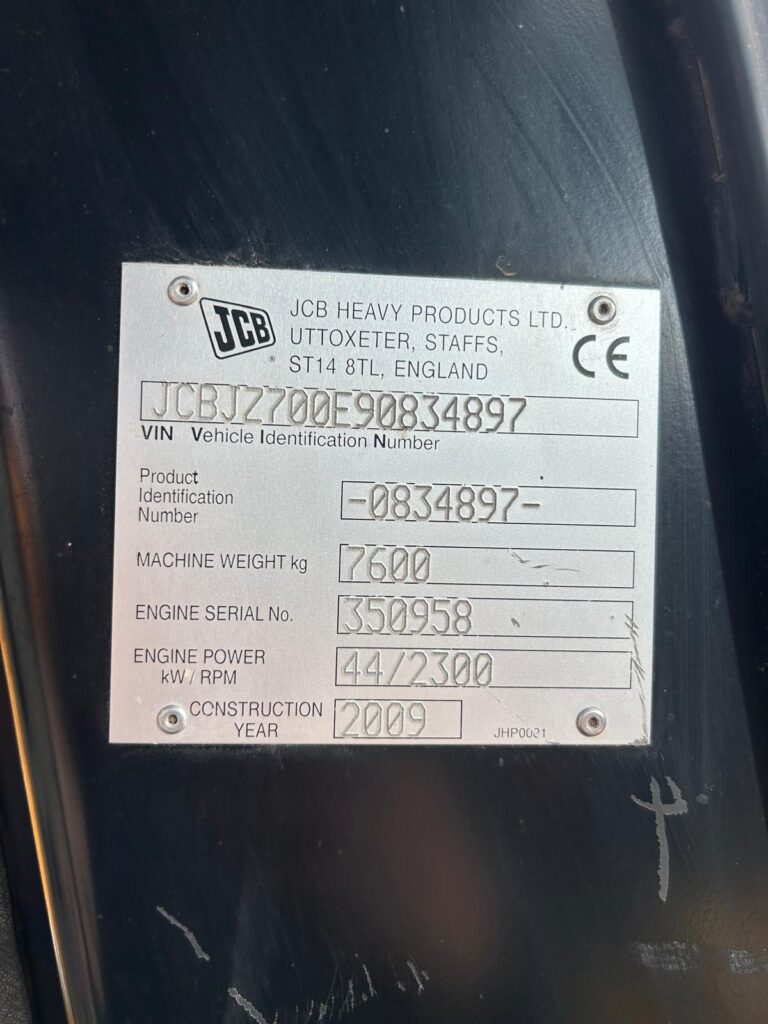 JCB
JCB HEAVY PRODUCTS LTD.
UTTOXETER, STAFFS,
ST14 8TL, ENGLAND
CE
JCBJZ700E90834897
VIN Vehicle Identification Number
Product
Identification
Number
-0834897-
MACHINE WEIGHT kg
7600
ENGINE SERIAL No.
350958
ENGINE POWER
kW / RPM
44/2300
CONSTRUCTION
YEAR
2009
JHP0021